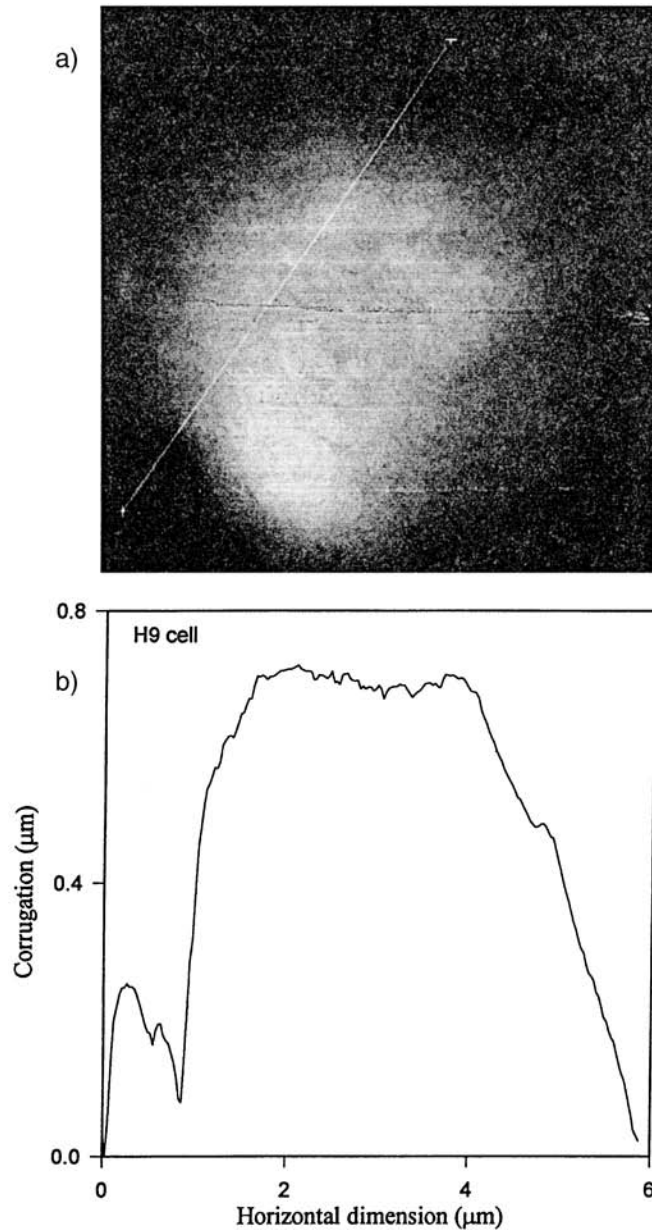 a)
0.8
H9 cell
b)
Corrugation (μm)
0.4
0.0
0
2
4
6
Horizontal dimension (μm)